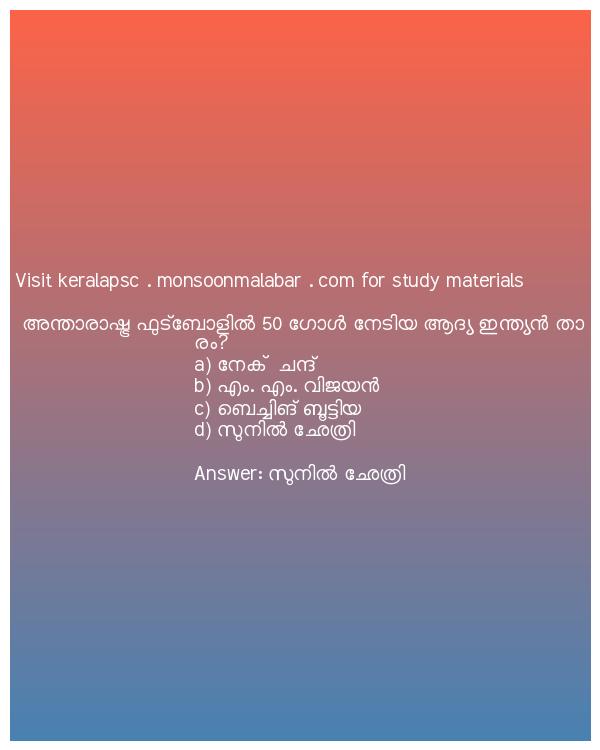 Visit keralapsc . monsoonmalabar . com for study materials
അന്താരാഷ്ട്ര ഫുട്ബോളിൽ 50 ഗോൾ നേടിയ ആദ്യ ഇന്ത്യൻ താ
രം?
a) നേക്  ചന്ദ്
b) എം. എം. വിജയൻ
c) ബെച്ചിങ് ബൂട്ടിയ
d) സുനിൽ ഛേത്രി
Answer: സുനിൽ ഛേത്രി